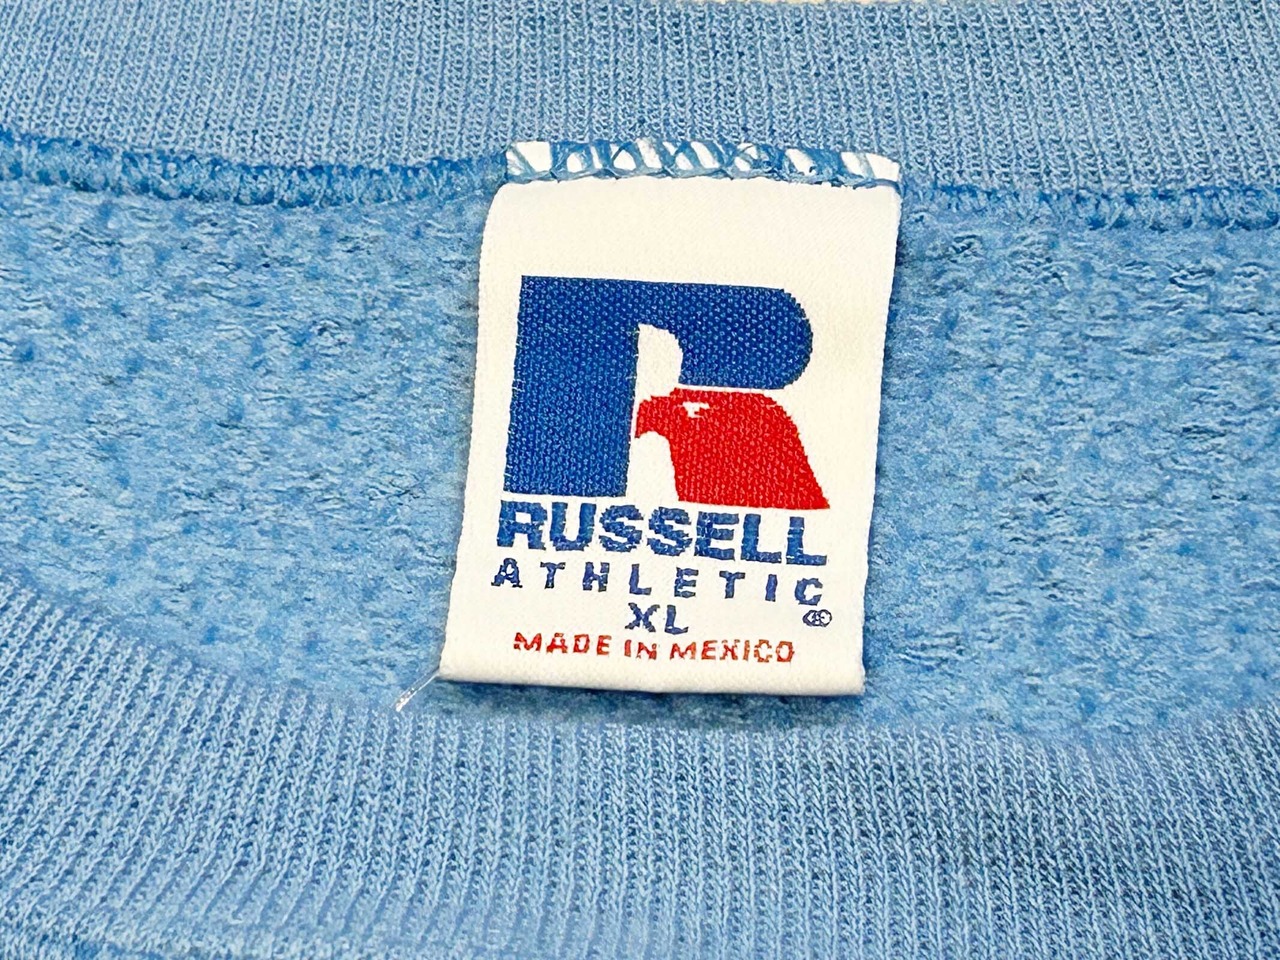 R
RUSSELL
ATHLETIC
XL ®
MADE IN MEXICO